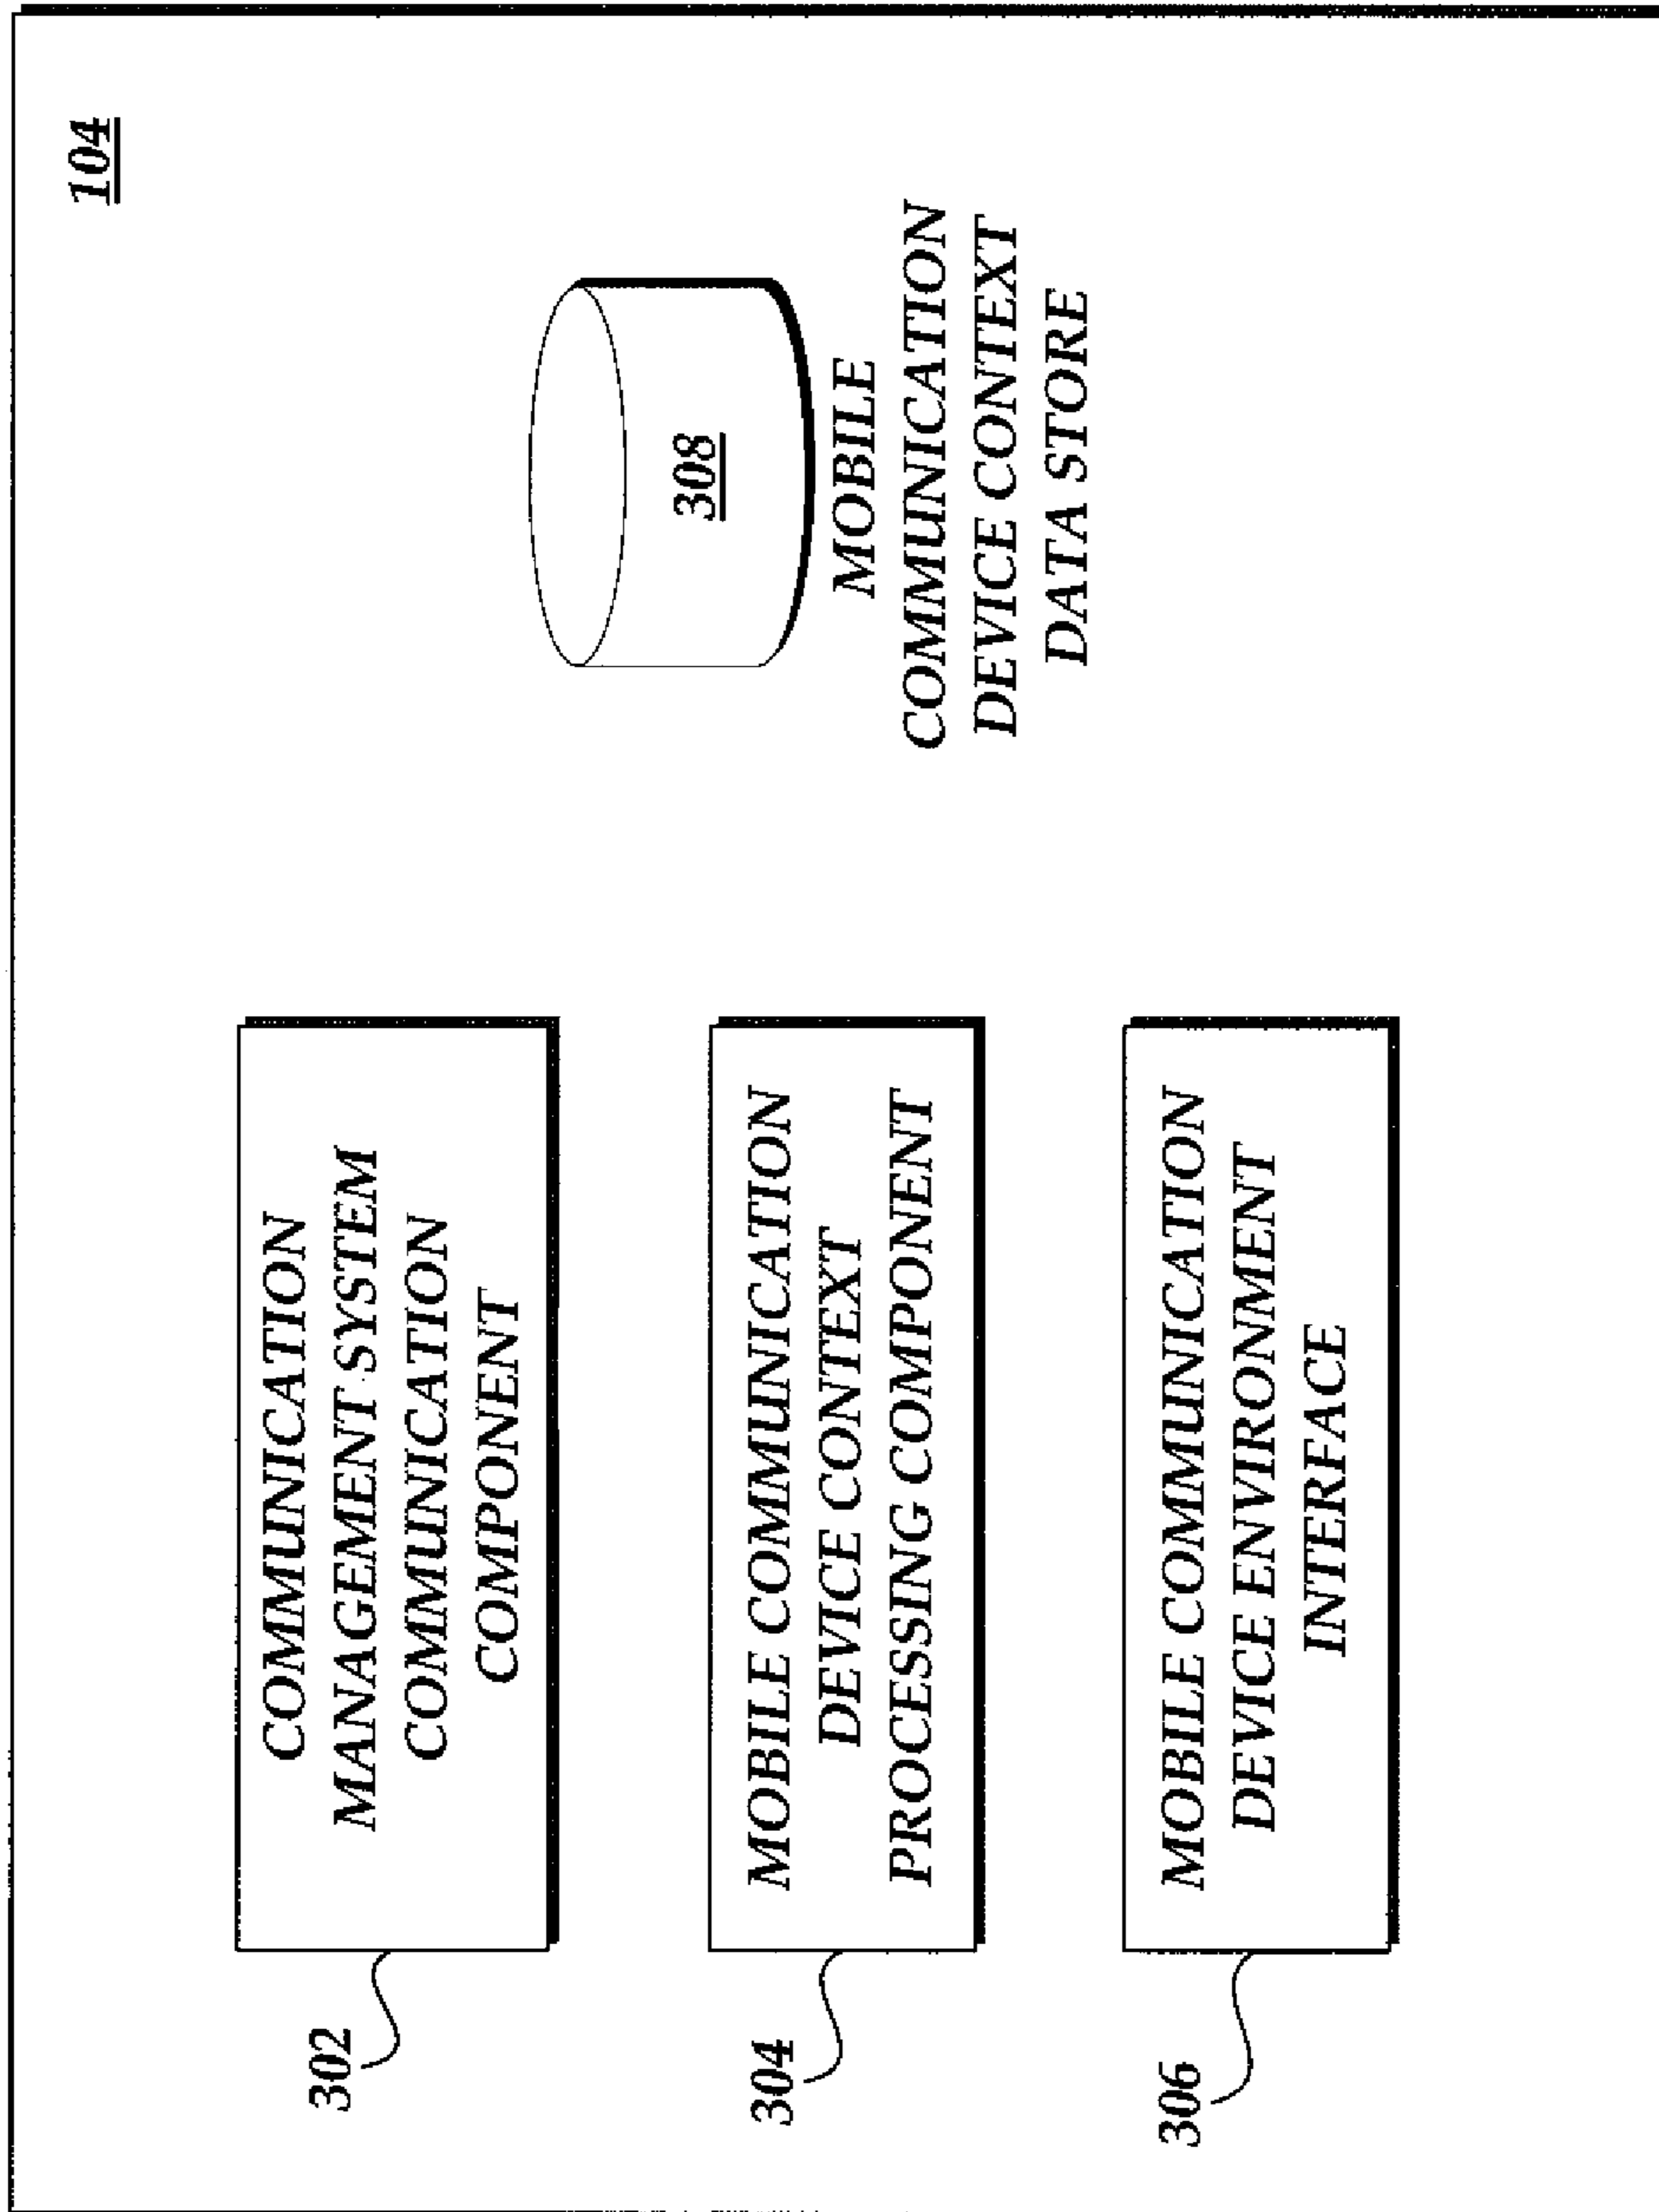 104
302
COMMUNICATION
MANAGEMENT SYSTEM
COMMUNICATION
COMPONENT
304
MOBILE COMMUNICATION
DEVICE CONTEXT
PROCESSING COMPONENT
306
MOBILE COMMUNICATION
DEVICE ENVIRONMENT
INTERFACE
308
MOBILE
COMMUNICATION
DEVICE CONTEXT
DATA STORE